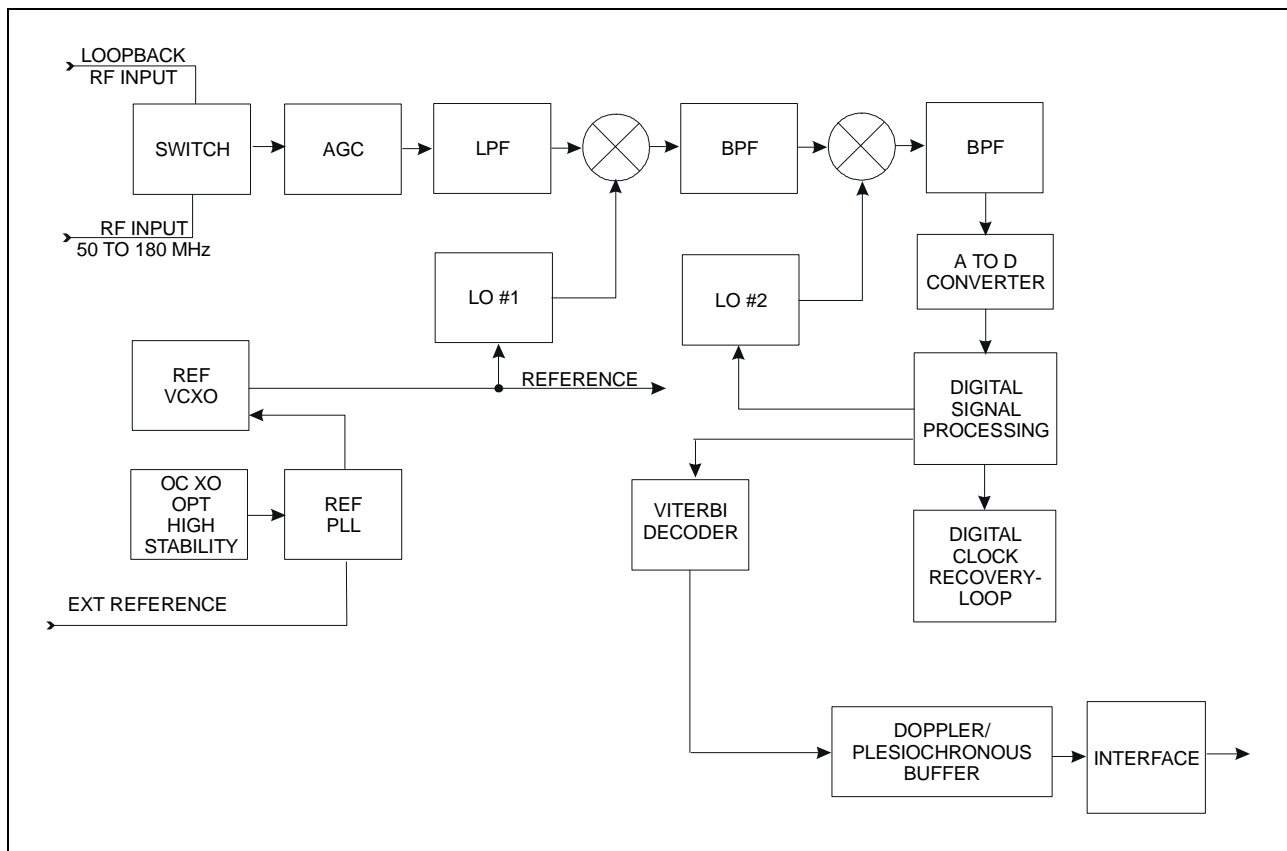 LOOPBACK
RF INPUT
SWITCH
AGC
LPF
BPF
BPF
RF INPUT
50 TO 180 MHz
LO #1
LO #2
A TO D
CONVERTER
REF
VCXO
REFERENCE
DIGITAL
SIGNAL
PROCESSING
OC XO
OPT
HIGH
STABILITY
REF
PLL
VITERBI
DECODER
DIGITAL
CLOCK
RECOVERY-
LOOP
EXT REFERENCE
DOPPLER/
PLESIOCHRONOUS
BUFFER
INTERFACE